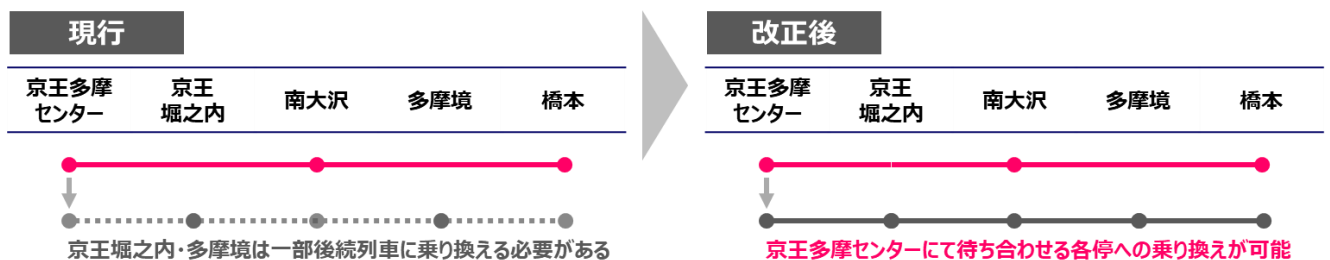 現行
京王多摩
センター
京王
堀之内
南大沢
多摩境
橋本
京王堀之内・多摩境は一部後続列車に乗り換える必要がある
改正後
京王多摩
センター
京王
堀之内
南大沢
多摩境
橋本
京王多摩センターにて待ち合わせる各停への乗り換えが可能